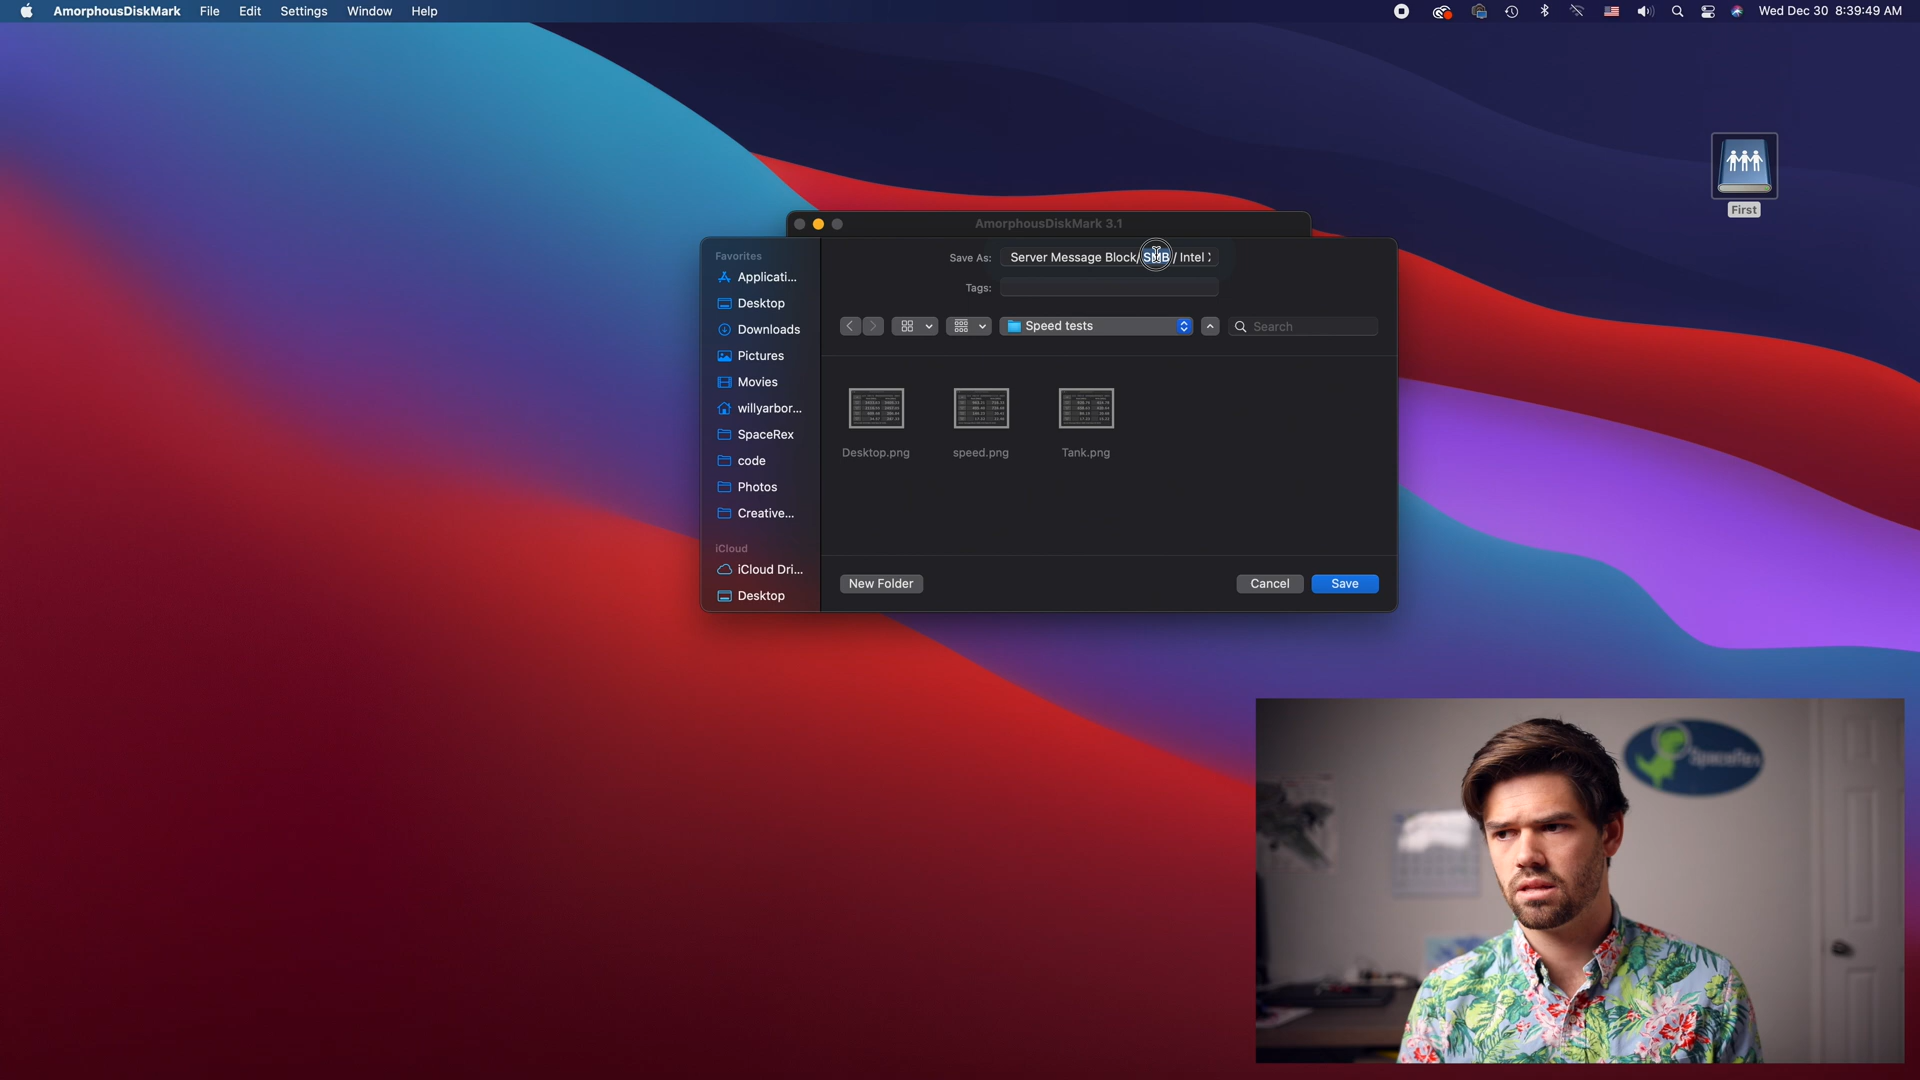 AmorphousDiskMark File Edit Settings Window Help
Wed Dec 30 8:39:49 AM
First
AmorphousDiskMark 3.1
Favorites
Applicati...
Desktop
Downloads
Pictures
Movies
willyarbor...
SpaceRex
code
Photos
Creative...
iCloud
iCloud Dri...
Desktop
Save As: Server Message Block/ SMB / Intel
Tags:
Speed tests
Search
Desktop.png
speed.png
Tank.png
New Folder
Cancel
Save
SpaceRex